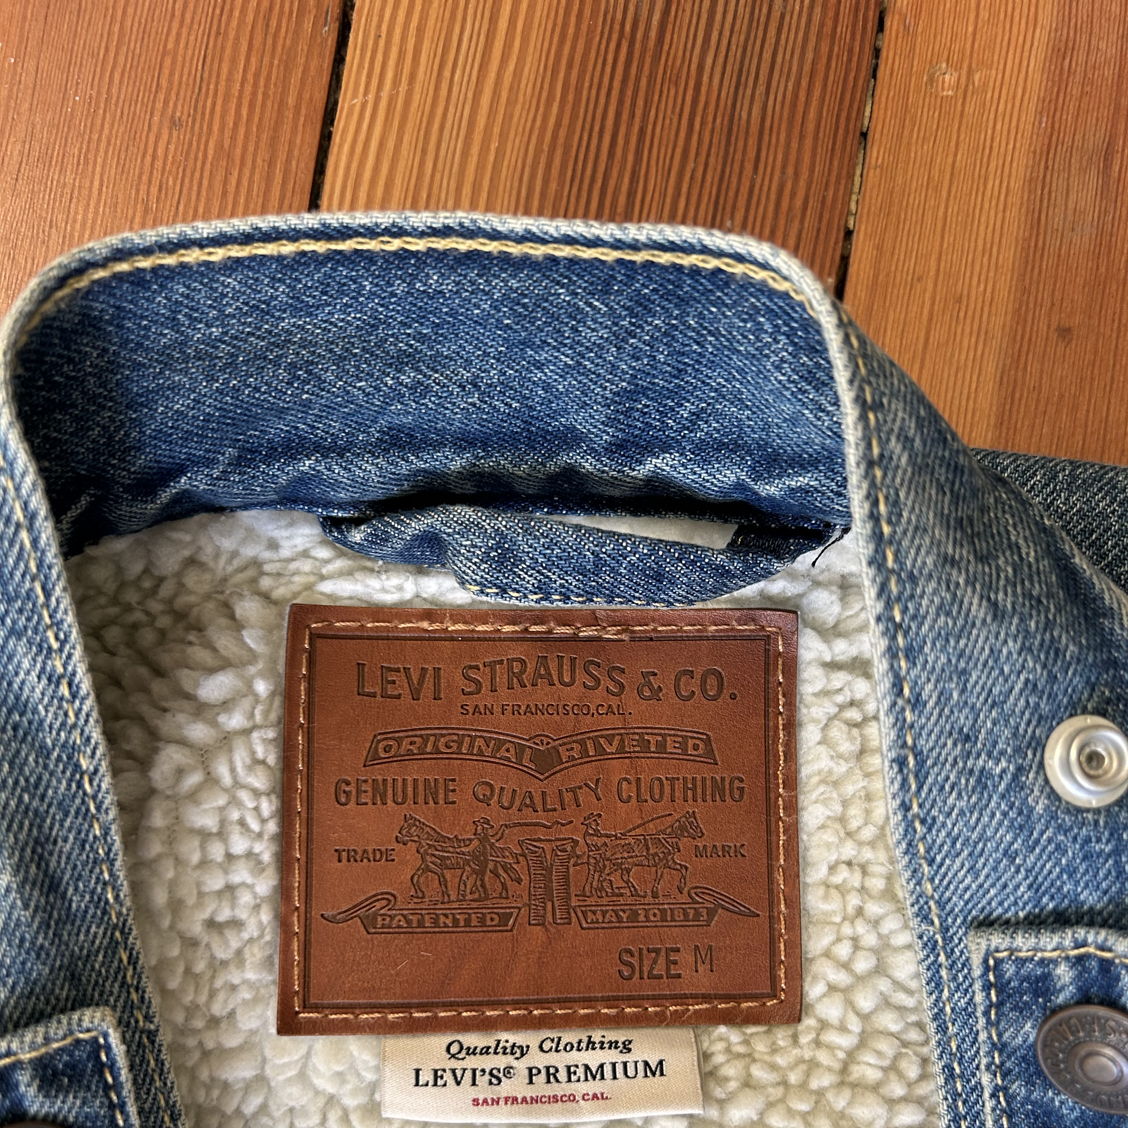 LEVI STRAUSS & CO.
SAN FRANCISCO, CAL.
ORIGINAL RIVETED
GENUINE QUALITY CLOTHING
TRADE MARK
PATENTED MAY 20 1873
SIZE M
Quality Clothing
LEVI'S® PREMIUM
SAN FRANCISCO, CAL.